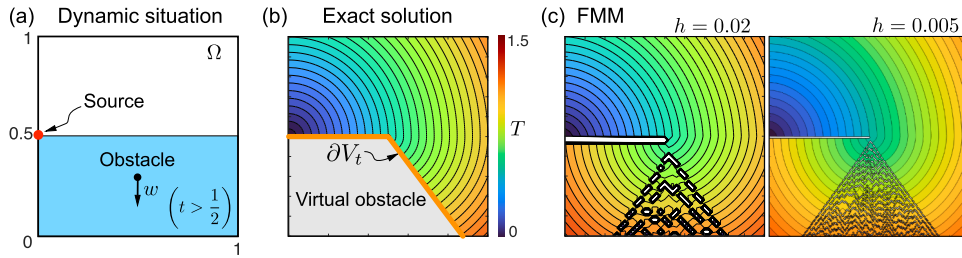 (a) Dynamic situation
1
Ω
Source
0.5
Obstacle
w
(t > 1/2)
0
1
(b) Exact solution
∂Vₜ
Virtual obstacle
1.5
T
0
(c) FMM
h = 0.02
h = 0.005